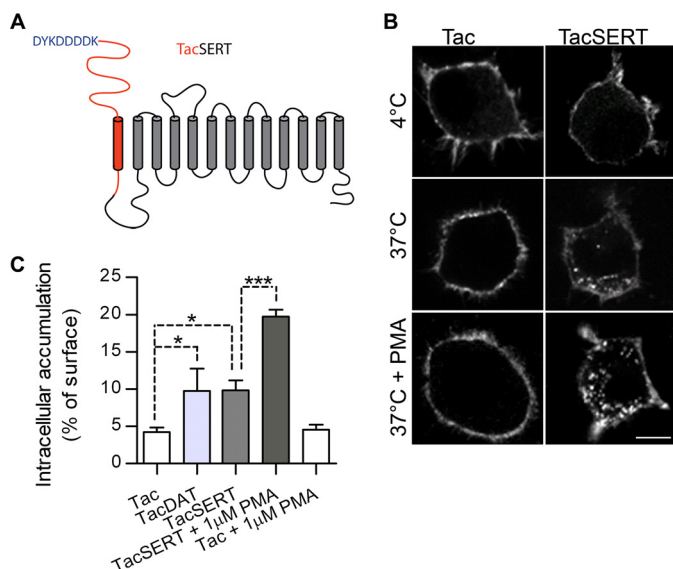 A
DYKDDDDK
TacSERT
B
Tac
TacSERT
4°C
37°C
37°C + PMA
C
Intracellular accumulation
(% of surface)
25
20
15
10
5
0
*
*
***
Tac
TacDAT
TacSERT
TacSERT + 1μM PMA
Tac + 1μM PMA